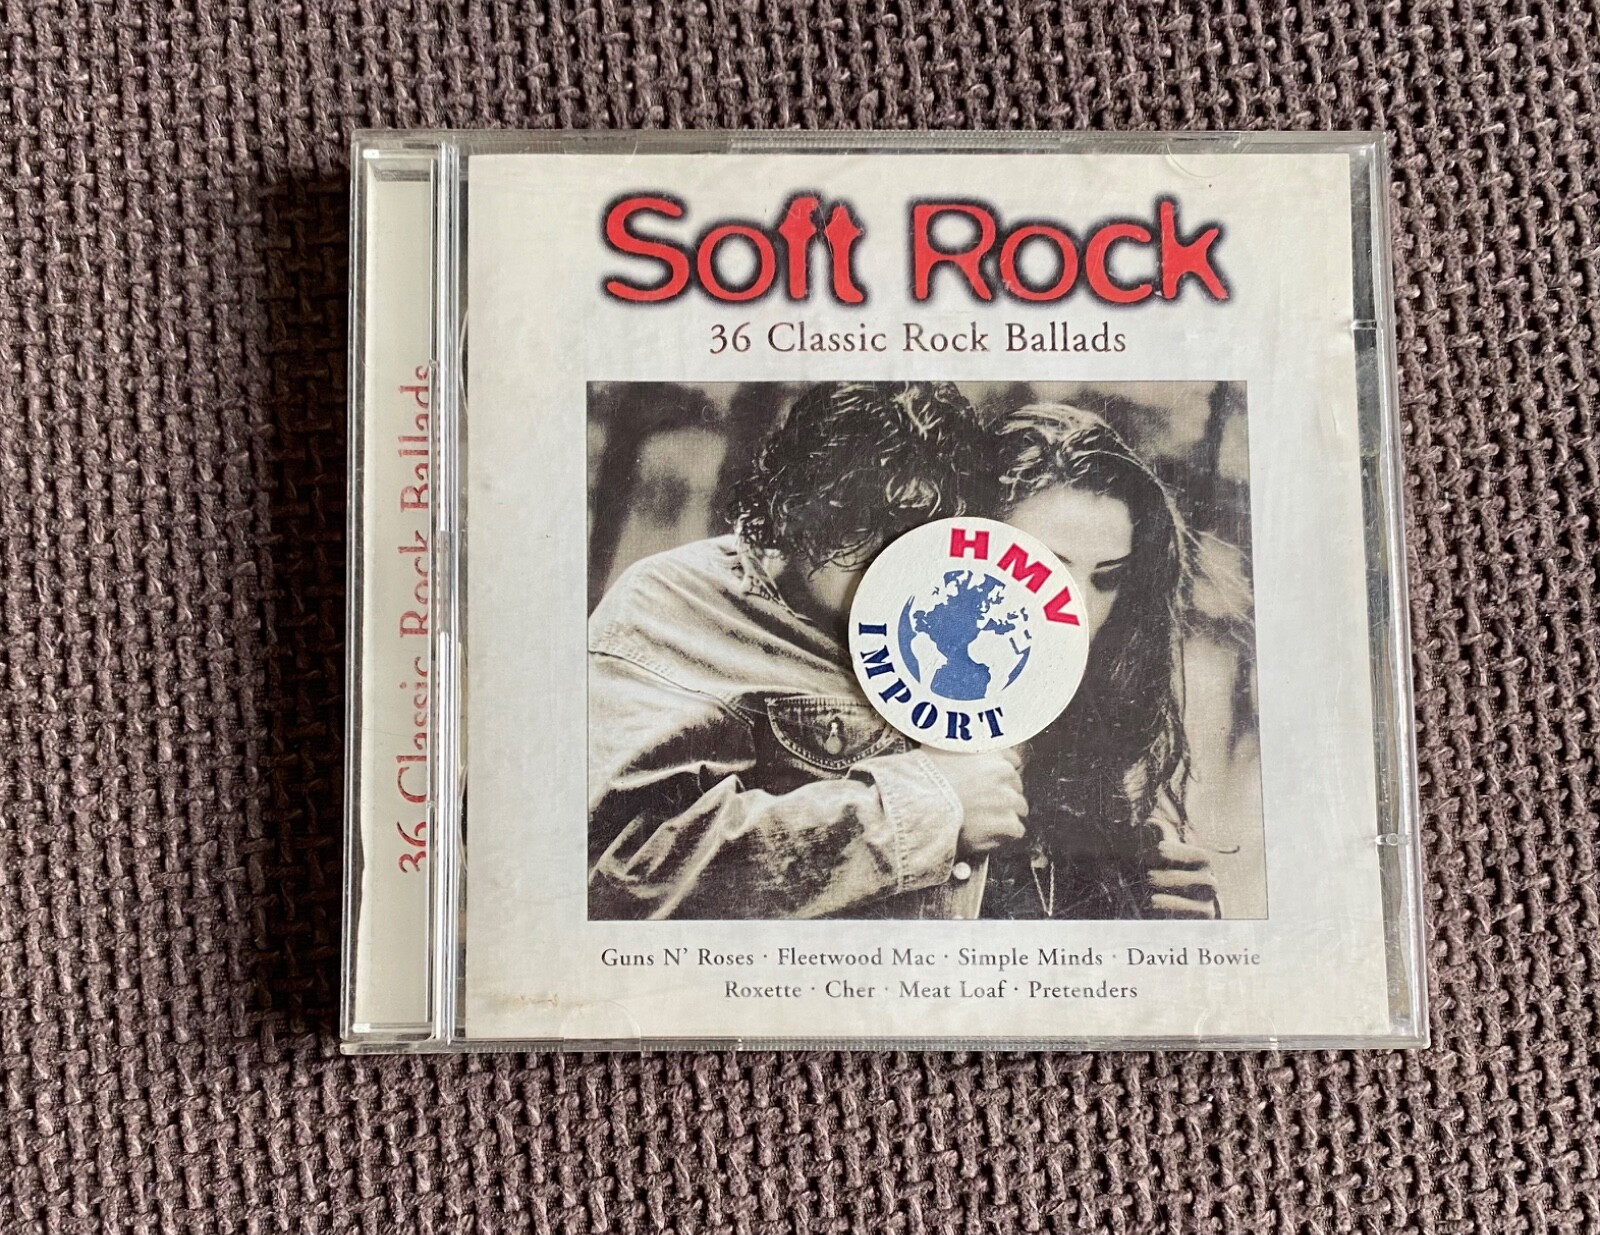 Soft Rock
36 Classic Rock Ballads
HMV
IMPORT
Guns N' Roses · Fleetwood Mac · Simple Minds · David Bowie
Roxette · Cher · Meat Loaf · Pretenders
36 Classic Rock Ballads